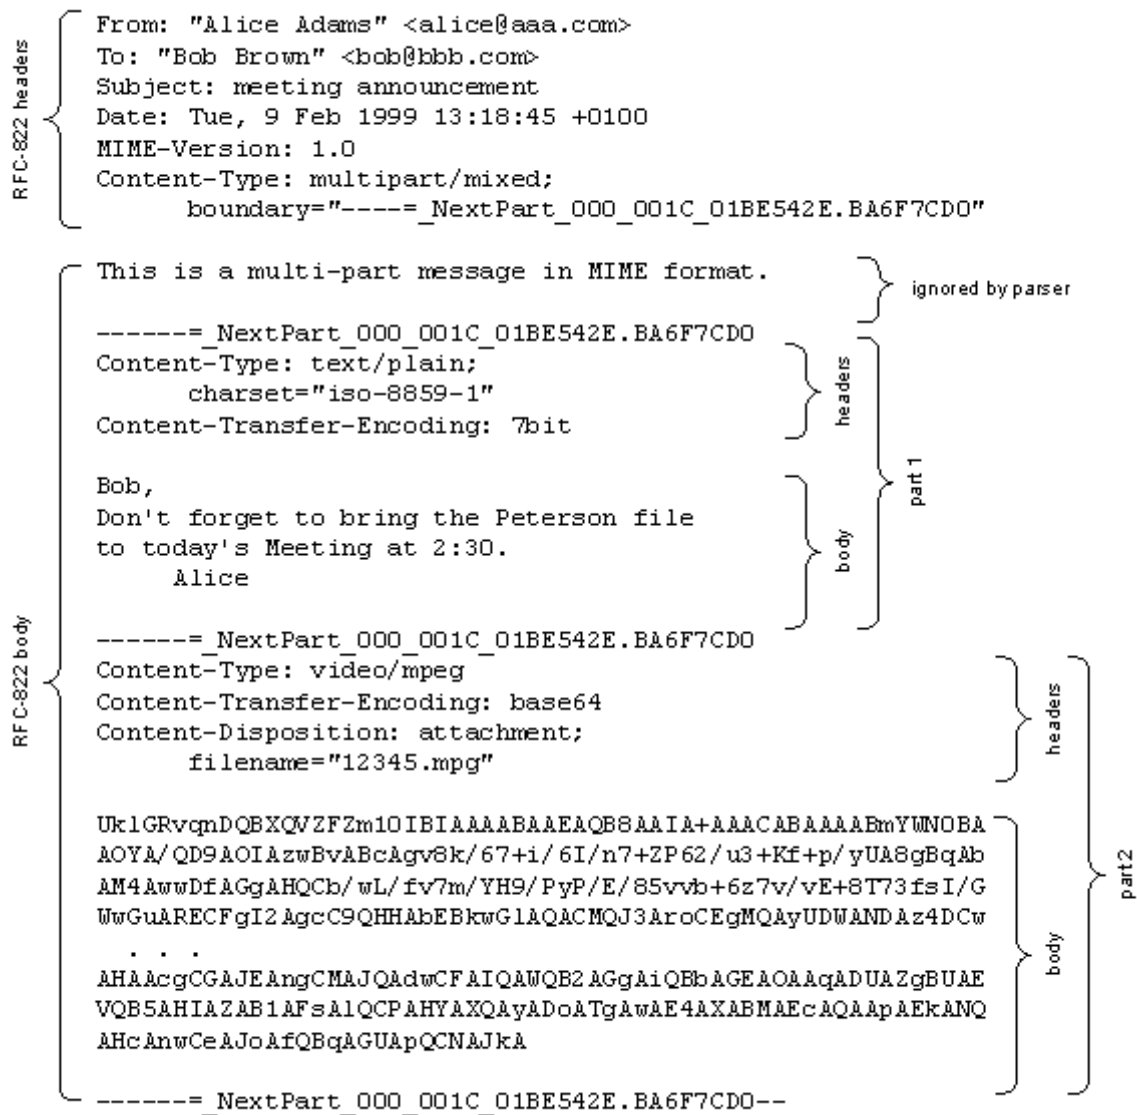 From: "Alice Adams" <alice@aaa.com>
To: "Bob Brown" <bob@bbb.com>
Subject: meeting announcement
Date: Tue, 9 Feb 1999 13:18:45 +0100
MIME-Version: 1.0
Content-Type: multipart/mixed;
boundary="----=_NextPart_000_001C_01BE542E.BA6F7CD0"
RFC-822 headers
This is a multi-part message in MIME format.
ignored by parser
------=_NextPart_000_001C_01BE542E.BA6F7CD0
Content-Type: text/plain;
charset="iso-8859-1"
Content-Transfer-Encoding: 7bit
headers
Bob,
Don't forget to bring the Peterson file
to today's Meeting at 2:30.
Alice
body
part 1
------=_NextPart_000_001C_01BE542E.BA6F7CD0
Content-Type: video/mpeg
Content-Transfer-Encoding: base64
Content-Disposition: attachment;
filename="12345.mpg"
headers
RFC-822 body
UklGRvqnDQBXQVZFZm10IBIAAAABAAEAQB8AAIA+AAACABAAAABmYWN0BA
AOYA/QD9AOIAzwBvABcAgv8k/67+i/6I/n7+ZP62/u3+Kf+p/yUA8gBqAb
AM4AwwDfAGgAHQCb/wL/fv7m/YH9/PyP/E/85vvb+6z7v/vE+8T73fsI/G
WwGuARECFgI2AgcC9QHHAbEBkwGlAQACMQJ3AroCEgMQAyUDWANDAz4DCw
. . .
AHAAcgCGAJEAngCMAJQAdwCFAIQAWQB2AGgAiQBbAGEAOAAqADUAZgBUAE
VQB5AHIAZAB1AFsAlQCPAHYAXQAyADoATgAwAE4AXABMAEcAQAApAEkANQ
AHcAnwCeAJoAfQBqAGUApQCNAJkA
body
part2
------=_NextPart_000_001C_01BE542E.BA6F7CD0--